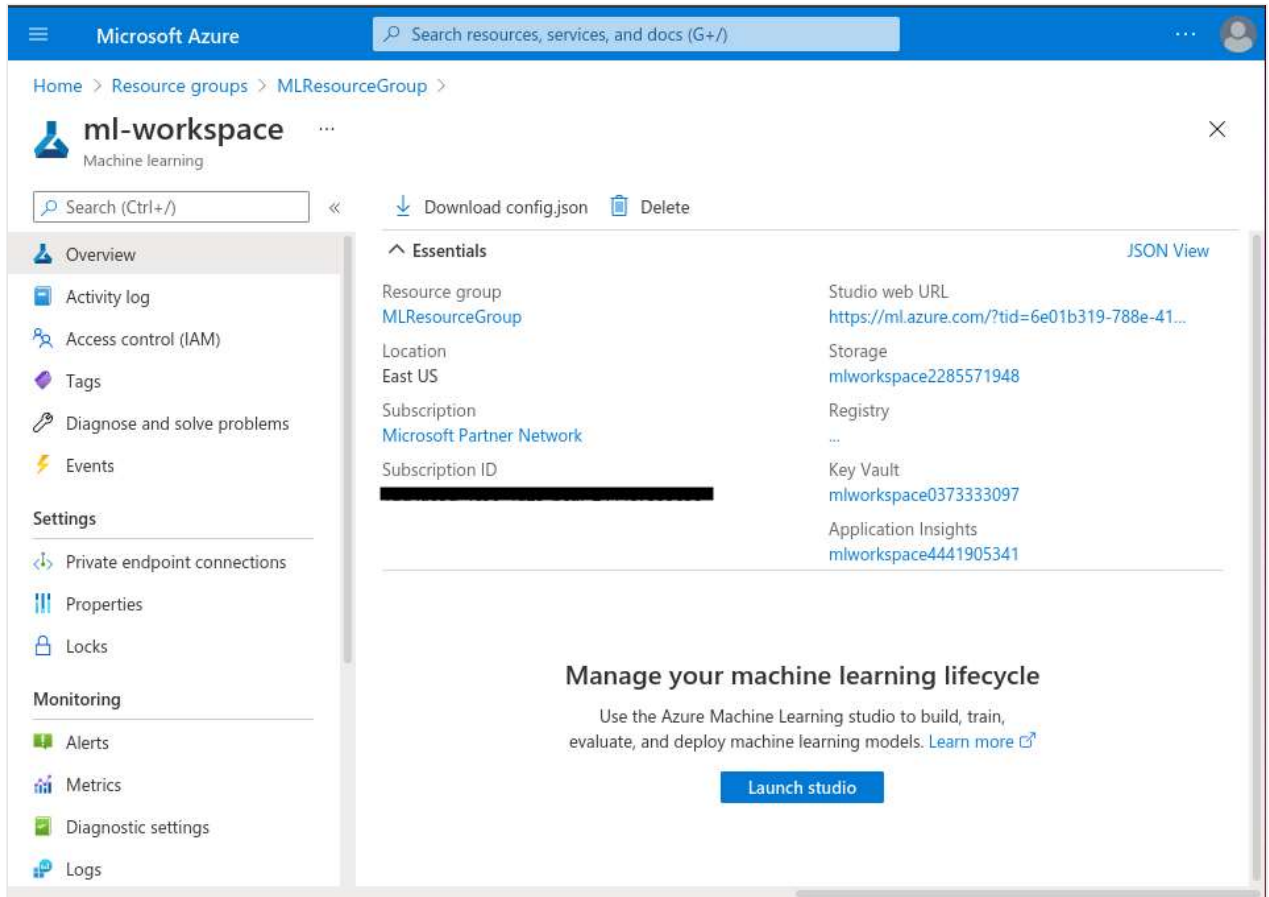 Microsoft Azure
Search resources, services, and docs (G+/)
...
Home > Resource groups > MLResourceGroup >
ml-workspace ...
Machine learning
Search (Ctrl+/)
«
Download config.json
Delete
Overview
Activity log
Access control (IAM)
Tags
Diagnose and solve problems
Events
Settings
Private endpoint connections
Properties
Locks
Monitoring
Alerts
Metrics
Diagnostic settings
Logs
Essentials
JSON View
Resource group
MLResourceGroup
Location
East US
Subscription
Microsoft Partner Network
Subscription ID
Studio web URL
https://ml.azure.com/?tid=6e01b319-788e-41...
Storage
mlworkspace2285571948
Registry
...
Key Vault
mlworkspace0373333097
Application Insights
mlworkspace4441905341
Manage your machine learning lifecycle
Use the Azure Machine Learning studio to build, train,
evaluate, and deploy machine learning models. Learn more
Launch studio